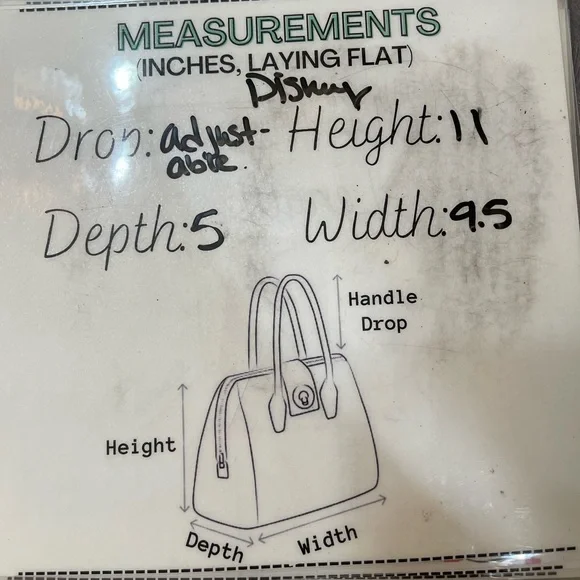 MEASUREMENTS
(INCHES, LAYING FLAT)
Disney
Drop: adjust- Height: 11
able.
Depth: 5 Width: 9.5
Handle
Drop
Height
Depth Width